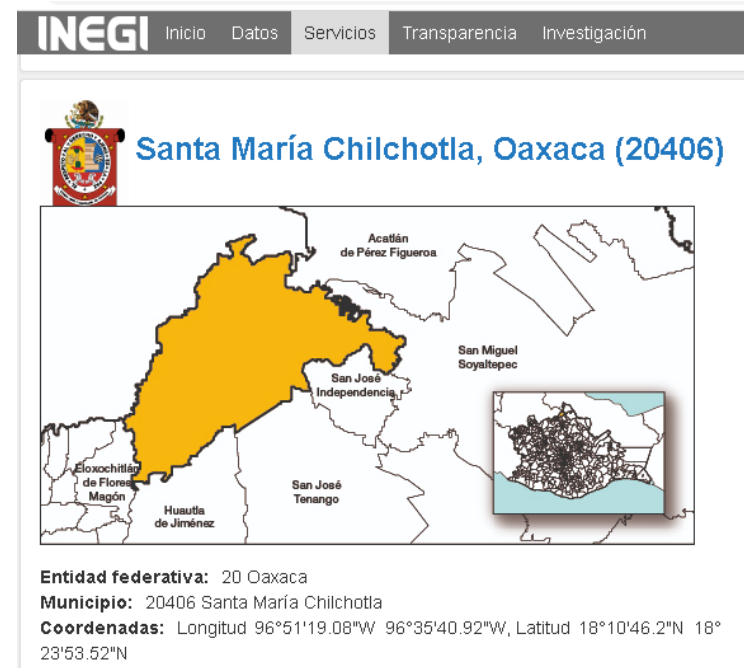 INEGI Inicio Datos Servicios Transparencia Investigación
Santa María Chilchotla, Oaxaca (20406)
Acatlán
de Pérez Figueroa
San Miguel
Soyaltepec
San José
Independencia
Eloxochitlán
de Flores
Magón
San José
Tenango
Huautla
de Jiménez
Entidad federativa: 20 Oaxaca
Municipio: 20406 Santa María Chilchotla
Coordenadas: Longitud 96°51'19.08"W 96°35'40.92"W, Latitud 18°10'46.2"N 18°
23'53.52"N